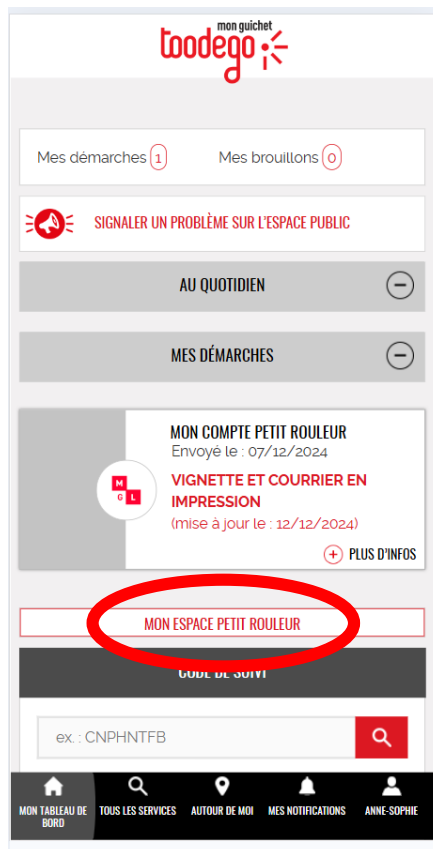 mon guichet
toodego
Mes démarches 1 Mes brouillons 0
SIGNALER UN PROBLÈME SUR L'ESPACE PUBLIC
AU QUOTIDIEN
MES DÉMARCHES
MON COMPTE PETIT ROULEUR
Envoyé le : 07/12/2024
M
G L
VIGNETTE ET COURRIER EN
IMPRESSION
(mise à jour le : 12/12/2024)
+ PLUS D'INFOS
MON ESPACE PETIT ROULEUR
CODE DE SUIVI
ex. : CNPHNTFB
MON TABLEAU DE BORD
TOUS LES SERVICES
AUTOUR DE MOI
MES NOTIFICATIONS
ANNE-SOPHIE